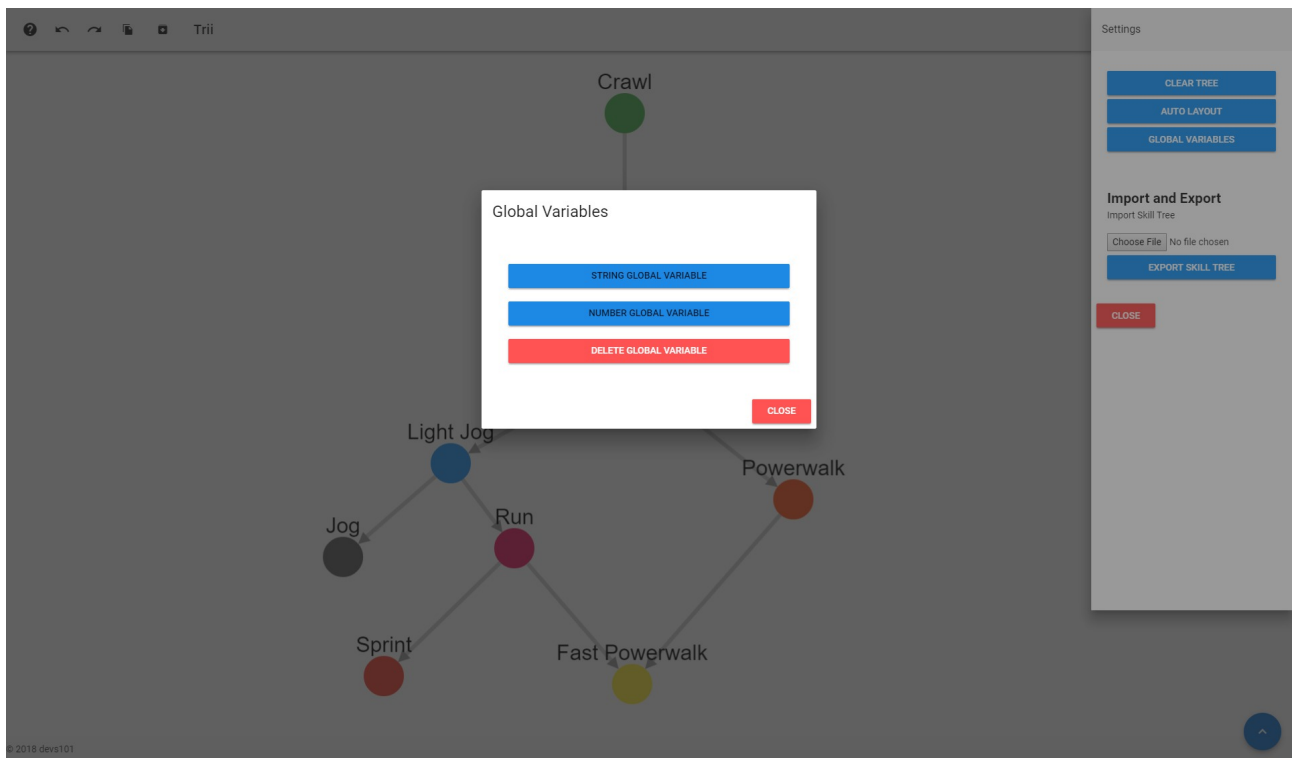 Trii
Settings
CLEAR TREE
AUTO LAYOUT
GLOBAL VARIABLES
Import and Export
Import Skill Tree
Choose File No file chosen
EXPORT SKILL TREE
CLOSE
Crawl
Global Variables
STRING GLOBAL VARIABLE
NUMBER GLOBAL VARIABLE
DELETE GLOBAL VARIABLE
CLOSE
Light Jog
Powerwalk
Jog
Run
Sprint
Fast Powerwalk
© 2018 devs101